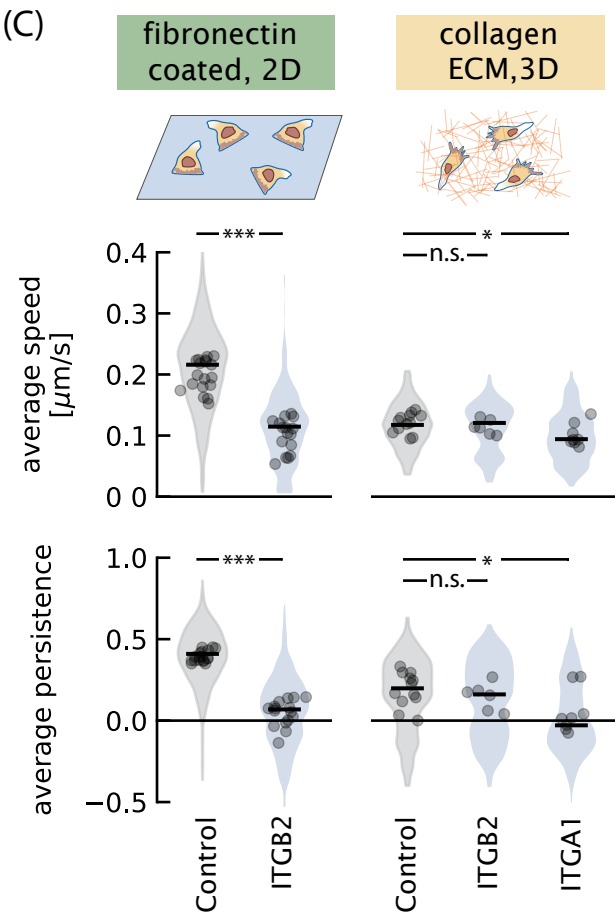 (C)
fibronectin
coated, 2D
collagen
ECM,3D
***
*
n.s.
average speed
[μm/s]
0.4
0.3
0.2
0.1
0 0
***
*
n.s.
average persistence
1.0
0.5
0.0
−0.5
Control
ITGB2
Control
ITGB2
ITGA1